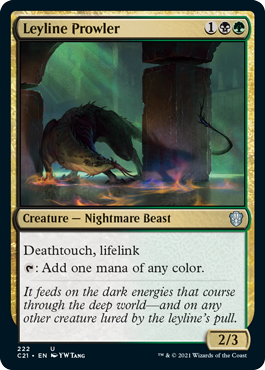 Leyline Prowler 1
Creature — Nightmare Beast
Deathtouch, lifelink
: Add one mana of any color.
It feeds on the dark energies that course
through the deep world—and on any
other creature lured by the leyline's pull.
2/3
222 U
C21 • EN YW Tang
™ & © 2021 Wizards of the Coast